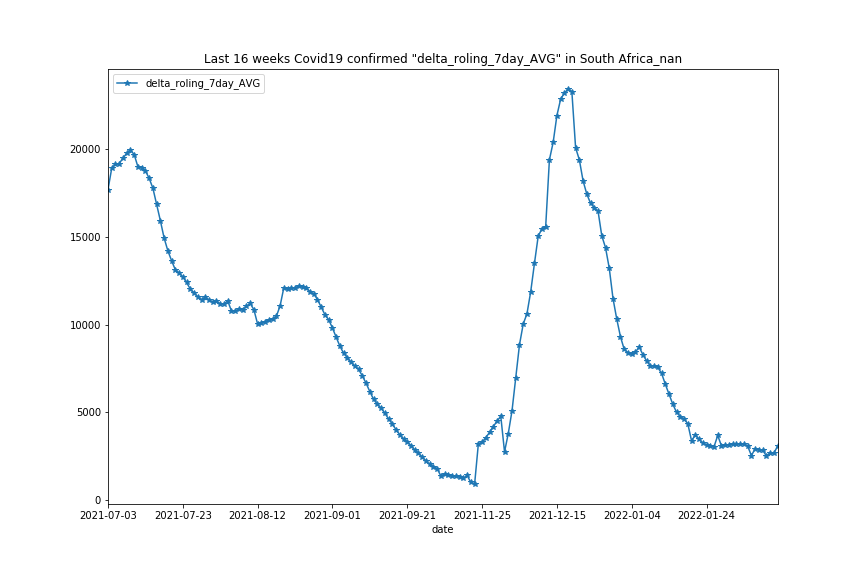 Last 16 weeks Covid19 confirmed "delta_roling_7day_AVG" in South Africa_nan
delta_roling_7day_AVG
20000
15000
10000
5000
0
2021-07-03 2021-07-23 2021-08-12 2021-09-01 2021-09-21 2021-11-25 2021-12-15 2022-01-04 2022-01-24
date